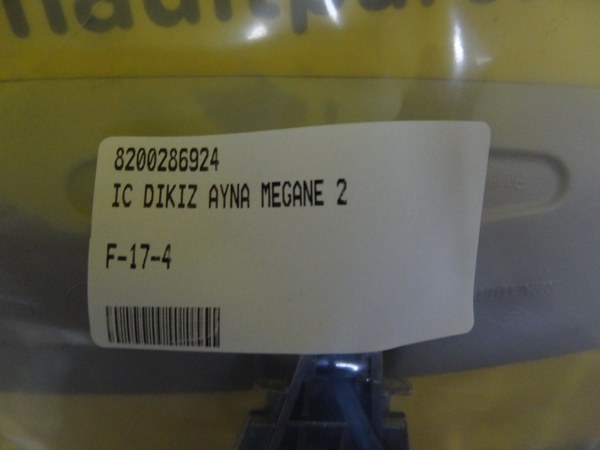 8200286924
IC DIKIZ AYNA MEGANE 2
F-17-4